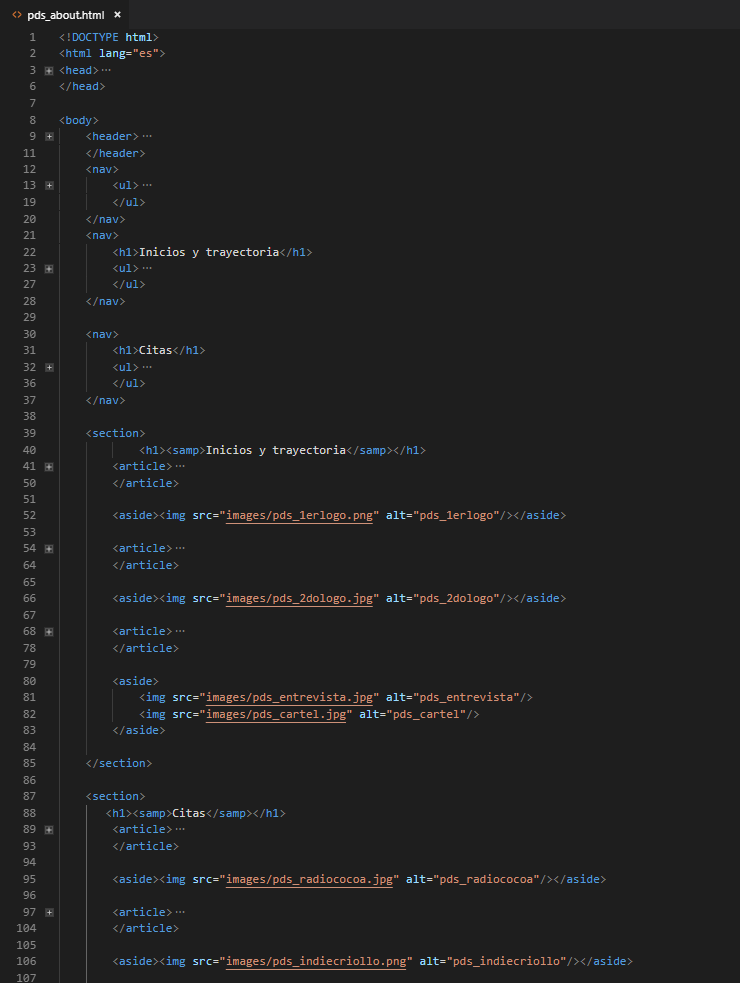 pds_about.html ×
1 <!DOCTYPE html>
2 <html lang="es">
3 <head>…
6 </head>
7
8 <body>
9 <header>…
11 </header>
12 <nav>
13 <ul>…
19 </ul>
20 </nav>
21 <nav>
22 <h1>Inicios y trayectoria</h1>
23 <ul>…
27 </ul>
28 </nav>
29
30 <nav>
31 <h1>Citas</h1>
32 <ul>…
36 </ul>
37 </nav>
38
39 <section>
40 <h1><samp>Inicios y trayectoria</samp></h1>
41 <article>…
50 </article>
51
52 <aside><img src="images/pds_1erlogo.png" alt="pds_1erlogo"/></aside>
53
54 <article>…
64 </article>
65
66 <aside><img src="images/pds_2dologo.jpg" alt="pds_2dologo"/></aside>
67
68 <article>…
78 </article>
79
80 <aside>
81 <img src="images/pds_entrevista.jpg" alt="pds_entrevista"/>
82 <img src="images/pds_cartel.jpg" alt="pds_cartel"/>
83 </aside>
84
85 </section>
86
87 <section>
88 <h1><samp>Citas</samp></h1>
89 <article>…
93 </article>
94
95 <aside><img src="images/pds_radiococoa.jpg" alt="pds_radiococoa"/></aside>
96
97 <article>…
104 </article>
105
106 <aside><img src="images/pds_indiecriollo.png" alt="pds_indiecriollo"/></aside>
107